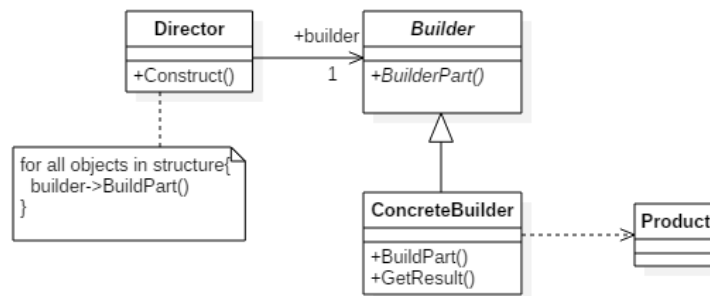 Director
+Construct()
+builder
1
Builder
+BuilderPart()
for all objects in structure{
builder->BuildPart()
}
ConcreteBuilder
+BuildPart()
+GetResult()
Product